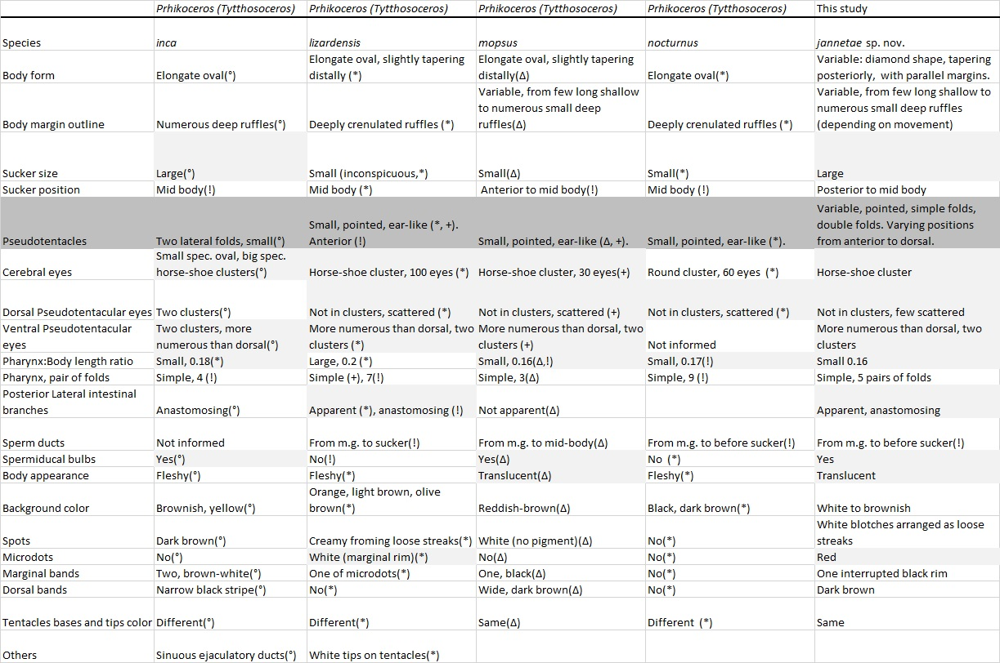 Prhikoceros (Tytthosoceros) Prhikoceros (Tytthosoceros) Prhikoceros (Tytthosoceros) Prhikoceros (Tytthosoceros) This study
Species inca lizardensis mopsus nocturnus jannetae sp. nov.
Elongate oval, slightly tapering Elongate oval, slightly tapering Variable: diamond shape, tapering
Body form Elongate oval(°) distally (*) distally(Δ) Elongate oval(*) posteriorly, with parallel margins.
Variable, from few long shallow Variable, from few long shallow to
to numerous small deep numerous small deep ruffles
Body margin outline Numerous deep ruffles(°) Deeply crenulated ruffles (*) ruffles(Δ) Deeply crenulated ruffles (*) (depending on movement)
Sucker size Large(°) Small (inconspicuous,*) Small(Δ) Small(*) Large
Sucker position Mid body(!) Mid body (*) Anterior to mid body(!) Mid body (!) Posterior to mid body
Variable, pointed, simple folds,
Small, pointed, ear-like (*, +). double folds. Varying positions
Pseudotentacles Two lateral folds, small(°) Anterior (!) Small, pointed, ear-like (Δ, +). Small, pointed, ear-like (*). from anterior to dorsal.
Small spec. oval, big spec.
Cerebral eyes horse-shoe clusters(°) Horse-shoe cluster, 100 eyes (*) Horse-shoe cluster, 30 eyes(+) Round cluster, 60 eyes (*) Horse-shoe cluster
Dorsal Pseudotentacular eyes Two clusters(°) Not in clusters, scattered (*) Not in clusters, scattered (+) Not in clusters, scattered (*) Not in clusters, few scattered
Ventral Pseudotentacular Two clusters, more More numerous than dorsal, two More numerous than dorsal, two More numerous than dorsal, two
eyes numerous than dorsal(°) clusters (*) clusters (+) Not informed clusters
Pharynx:Body length ratio Small, 0.18(*) Large, 0.2 (*) Small, 0.16(Δ,!) Small, 0.17(!) Small 0.16
Pharynx, pair of folds Simple, 4 (!) Simple (+), 7(!) Simple, 3(Δ) Simple, 9 (!) Simple, 5 pairs of folds
Posterior Lateral intestinal
branches Anastomosing(°) Apparent (*), anastomosing (!) Not apparent(Δ) Apparent, anastomosing
Sperm ducts Not informed From m.g. to sucker(!) From m.g. to mid-body(Δ) From m.g. to before sucker(!) From m.g. to before sucker(!)
Spermiducal bulbs Yes(°) No(!) Yes(Δ) No (*) Yes
Body appearance Fleshy(°) Fleshy(*) Translucent(Δ) Fleshy(*) Translucent
Orange, light brown, olive
Background color Brownish, yellow(°) brown(*) Reddish-brown(Δ) Black, dark brown(*) White to brownish
White blotches arranged as loose
Spots Dark brown(°) Creamy froming loose streaks(*) White (no pigment)(Δ) No(*) streaks
Microdots No(°) White (marginal rim)(*) No(Δ) No(*) Red
Marginal bands Two, brown-white(°) One of microdots(*) One, black(Δ) No(*) One interrupted black rim
Dorsal bands Narrow black stripe(°) No(*) Wide, dark brown(Δ) No(*) Dark brown
Tentacles bases and tips color Different(°) Different(*) Same(Δ) Different (*) Same
Others Sinuous ejaculatory ducts(°) White tips on tentacles(*)